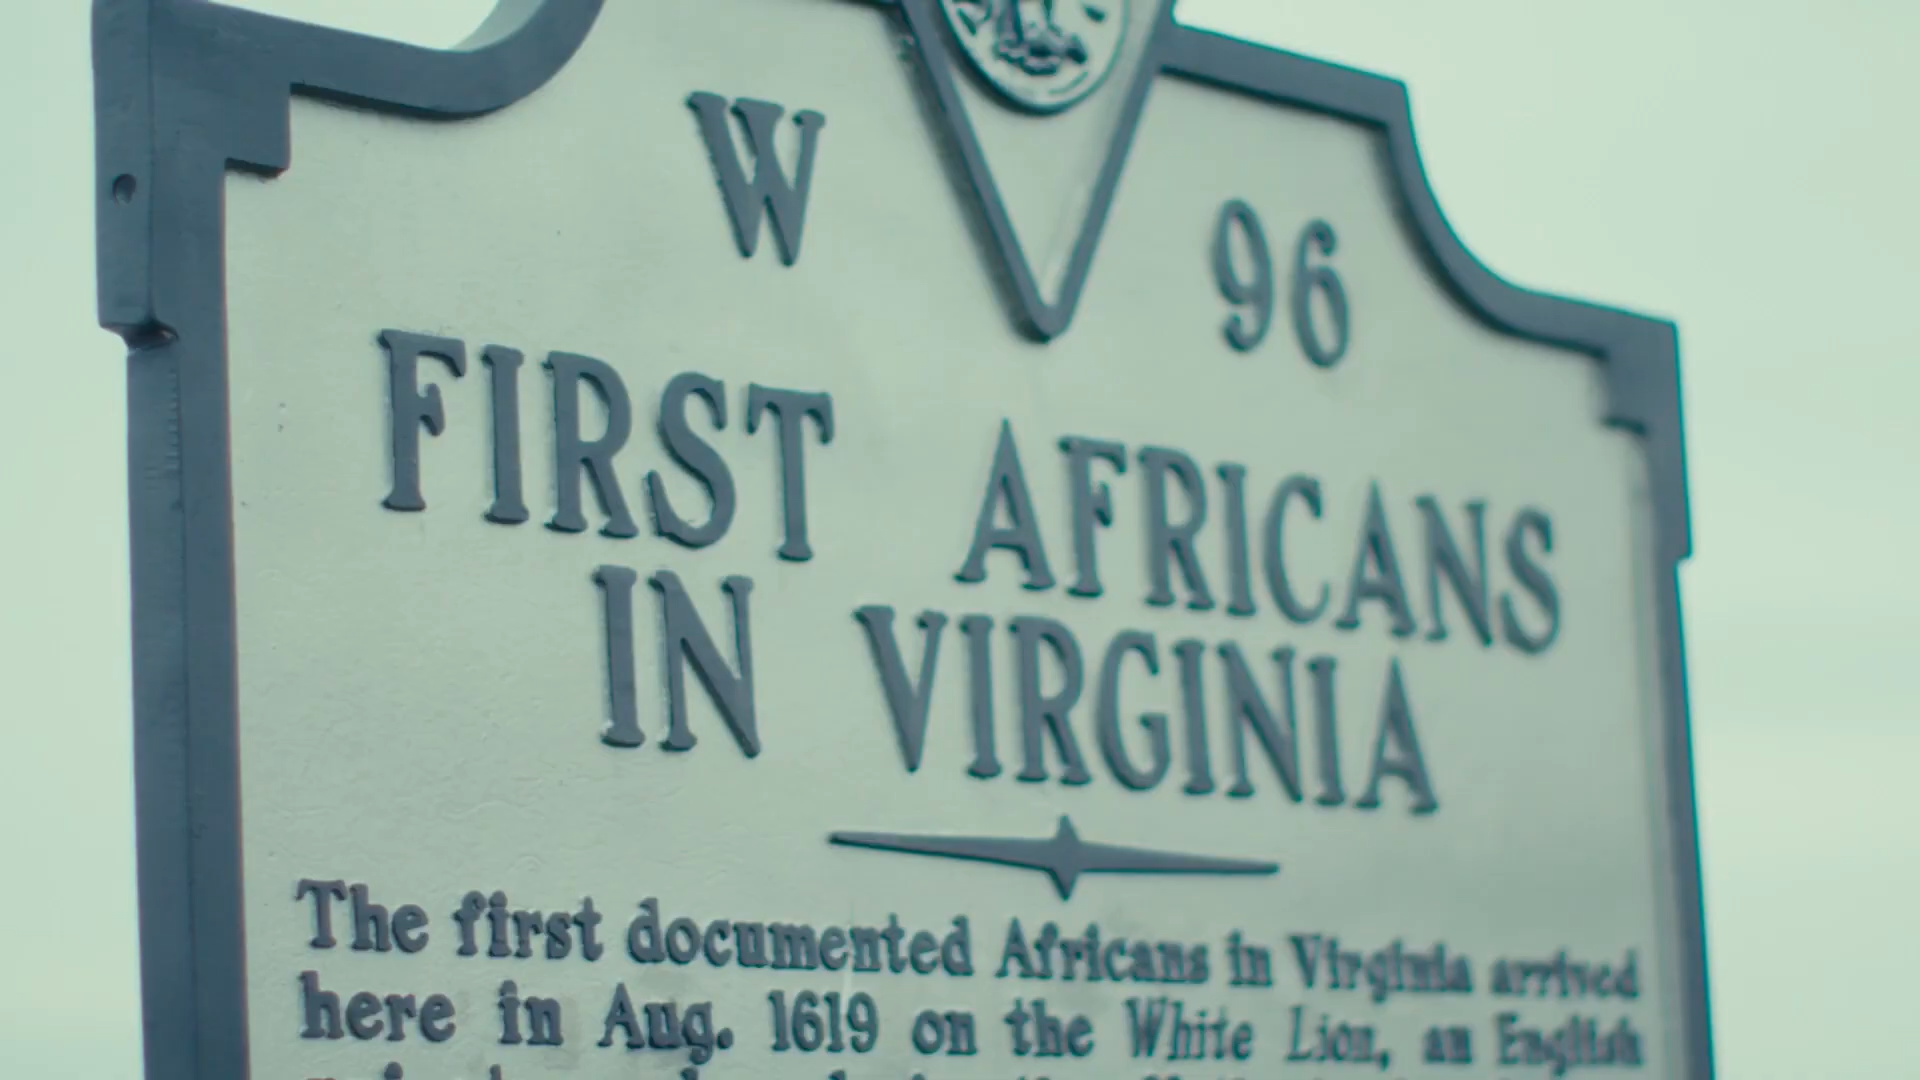 W 96
FIRST AFRICANS
IN VIRGINIA
The first documented Africans in Virginia arrived
here in Aug. 1619 on the White Lion, an English